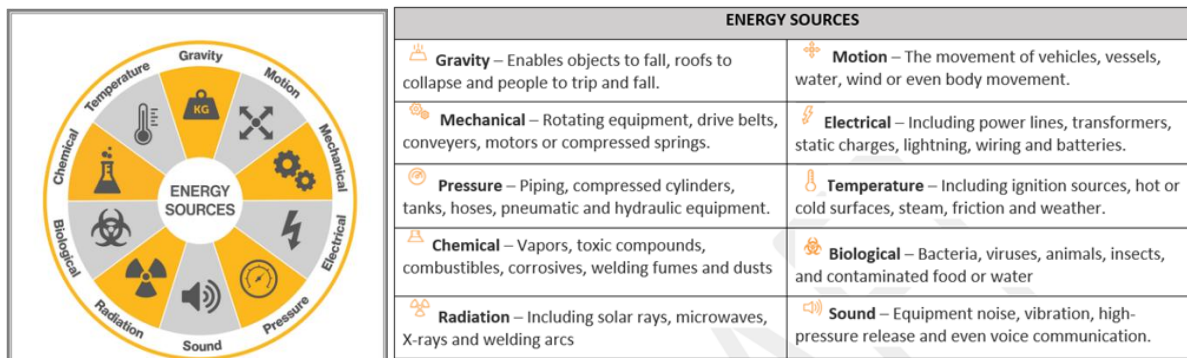 Gravity
Motion
Mechanical
Electrical
Pressure
Sound
Radiation
Biological
Chemical
Temperature
KG
ENERGY
SOURCES
ENERGY SOURCES
Gravity – Enables objects to fall, roofs to
collapse and people to trip and fall.
Motion – The movement of vehicles, vessels,
water, wind or even body movement.
Mechanical – Rotating equipment, drive belts,
conveyers, motors or compressed springs.
Electrical – Including power lines, transformers,
static charges, lightning, wiring and batteries.
Pressure – Piping, compressed cylinders,
tanks, hoses, pneumatic and hydraulic equipment.
Temperature – Including ignition sources, hot or
cold surfaces, steam, friction and weather.
Chemical – Vapors, toxic compounds,
combustibles, corrosives, welding fumes and dusts
Biological – Bacteria, viruses, animals, insects,
and contaminated food or water
Radiation – Including solar rays, microwaves,
X-rays and welding arcs
Sound – Equipment noise, vibration, high-
pressure release and even voice communication.